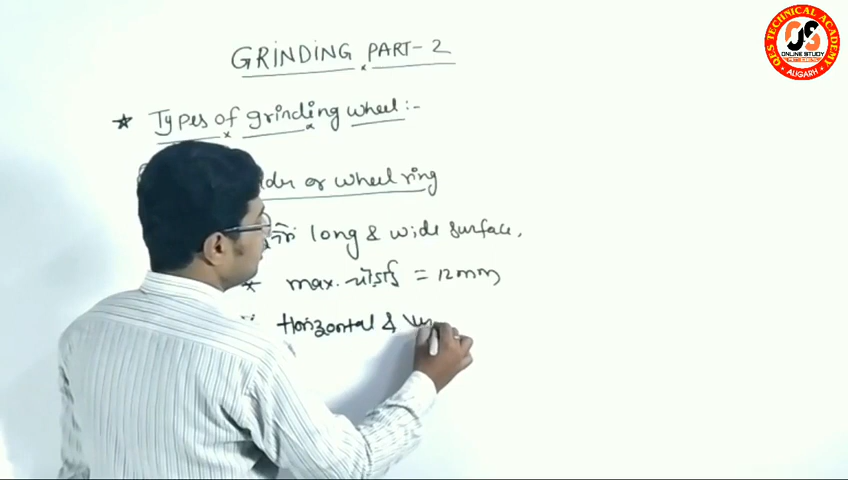 GRINDING PART-2
* Types of grinding wheel:-
or wheel ring
long & wide surface.
* max. चौड़ाई = 12mm
Horizontal &
QES TECHNICAL ACADEMY
ONLINE STUDY
ALIGARH